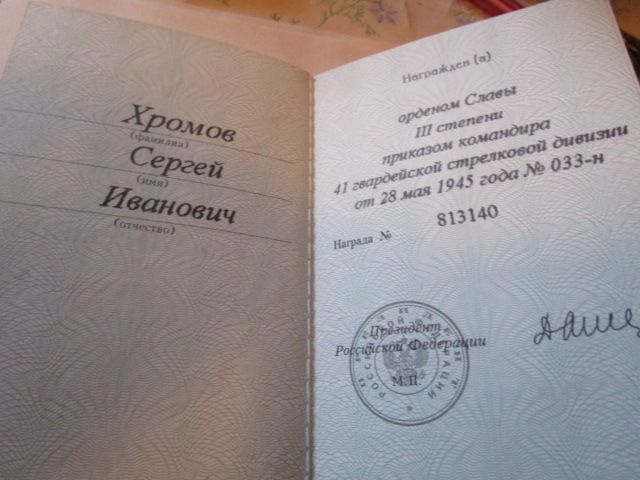 Хромов
(фамилия)
Сергей
(имя)
Иванович
(отчество)
Награжден (а)
орденом Славы
III степени
приказом командира
41 гвардейской стрелковой дивизии
от 28 мая 1945 года № 033-н
Награда № 813140
Президент
Российской Федерации
М.П.